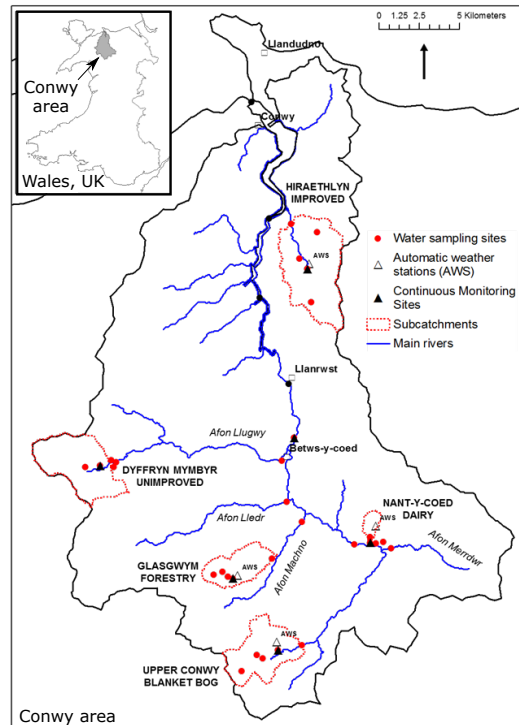 Conwy
area
Wales, UK
0 1.25 2.5 5 Kilometers
Llandudno
Conwy
HIRAETHLYN
IMPROVED
AWS
Water sampling sites
Automatic weather
stations (AWS)
Continuous Monitoring
Sites
Subcatchments
Main rivers
Llanrwst
Afon Llugwy
Betws-y-coed
DYFFRYN MYMBYR
UNIMPROVED
NANT-Y-COED
DAIRY
AWS
Afon Lledr
Afon Merrdwr
GLASGWYM
FORESTRY
AWS
Afon Machno
AWS
UPPER CONWY
BLANKET BOG
Conwy area